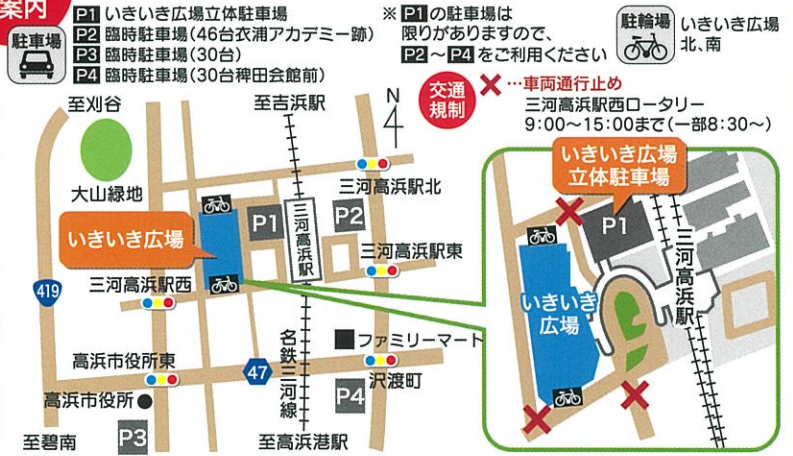 案内
駐車場
P1 いきいき広場立体駐車場
P2 臨時駐車場(46台衣浦アカデミー跡)
P3 臨時駐車場(30台)
P4 臨時駐車場(30台稗田会館前)
※P1の駐車場は
限りがありますので、
P2～P4をご利用ください
駐輪場
いきいき広場
北、南
交通
規制
×…車両通行止め
三河高浜駅西ロータリー
9:00～15:00まで(一部8:30～)
至刈谷
至吉浜駅
N
大山緑地
三河高浜駅北
P1
三河高浜駅
P2
いきいき広場
三河高浜駅東
419
三河高浜駅西
名鉄三河線
ファミリーマート
高浜市役所東
47
沢渡町
高浜市役所
P4
至碧南
P3
至高浜港駅
いきいき広場
立体駐車場
P1
三河高浜駅
いきいき
広場